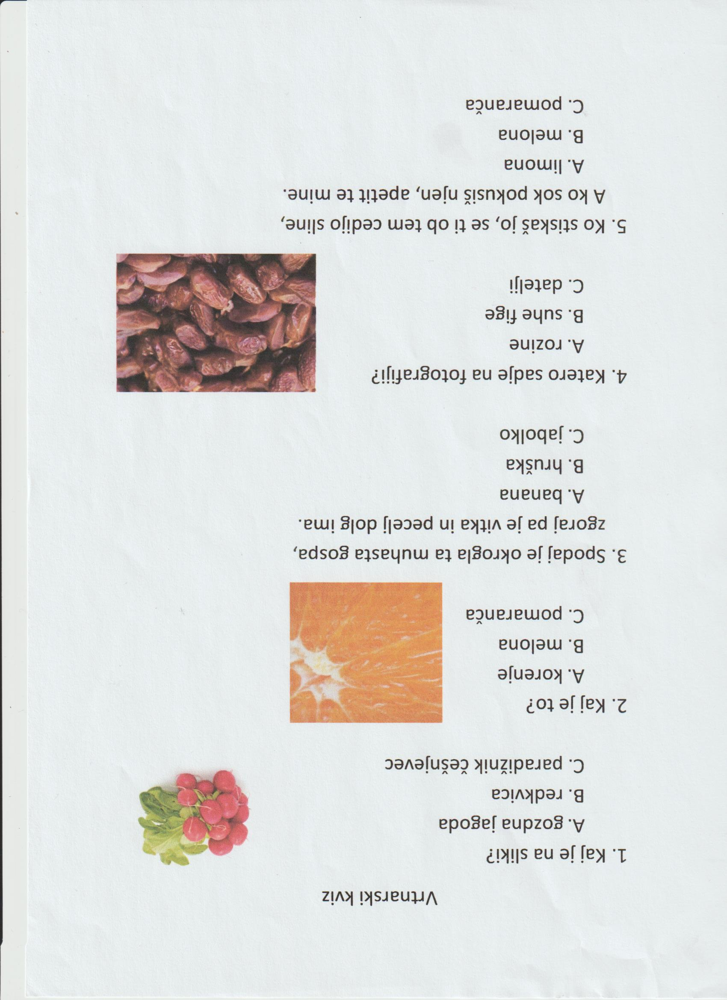 Vrtnarski kviz
1. Kaj je na sliki?
A. gozdna jagoda
B. redkvica
C. paradižnik češnjevec
2. Kaj je to?
A. korenje
B. melona
C. pomaranča
3. Spodaj je okrogla ta muhasta gospa,
zgoraj pa je vitka in pecelj dolg ima.
A. banana
B. hruška
C. jabolko
4. Katero sadje na fotografiji?
A. rozine
B. suhe fige
C. datelji
5. Ko stiskaš jo, se ti ob tem cedijo sline,
A ko sok pokusiš njen, apetit te mine.
A. limona
B. melona
C. pomaranča